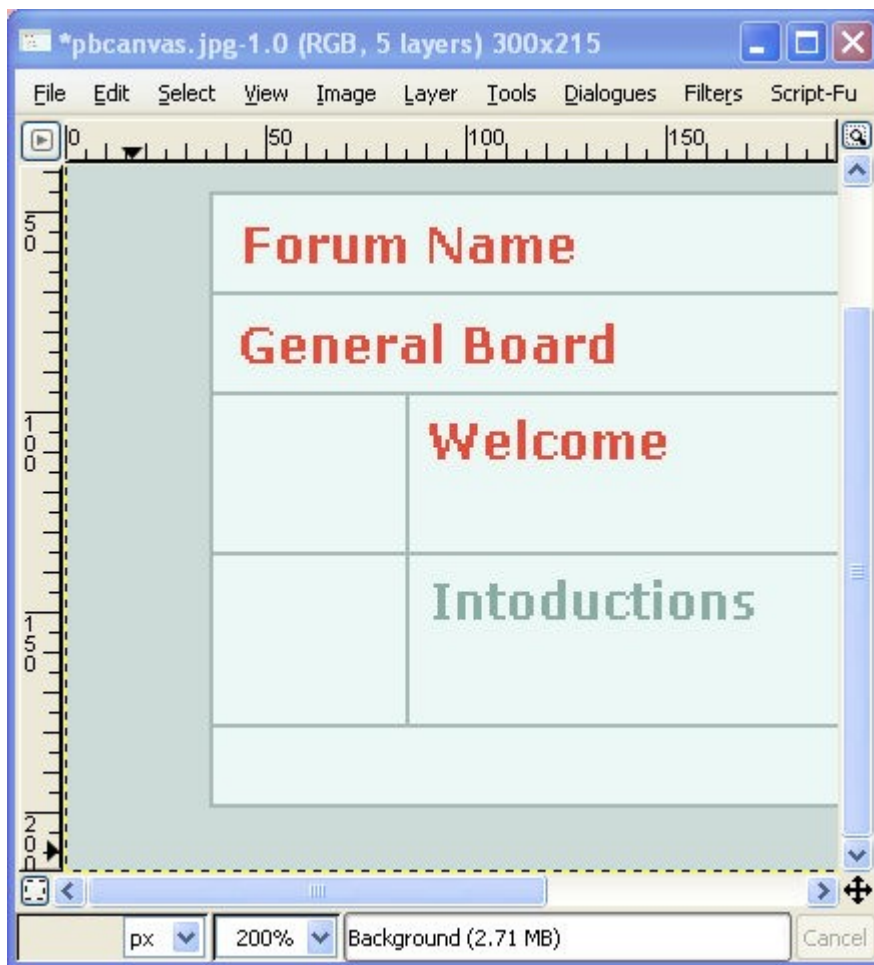 *pbcanvas.jpg-1.0 (RGB, 5 layers) 300x215
File Edit Select View Image Layer Tools Dialogues Filters Script-Fu
0 50 100 150
50
Forum Name
General Board
100
Welcome
Intoductions
150
200
px 200% Background (2.71 MB) Cancel